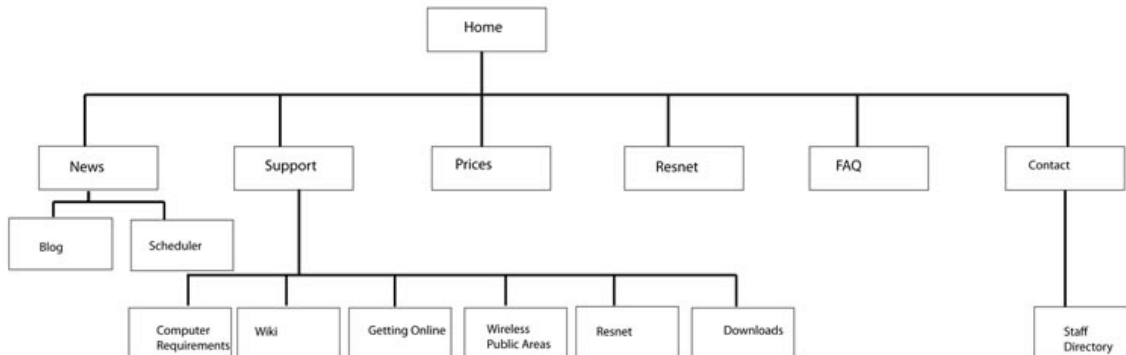 Home
News
Support
Prices
Resnet
FAQ
Contact
Blog
Scheduler
Computer
Requirements
Wiki
Getting Online
Wireless
Public Areas
Resnet
Downloads
Staff
Directory